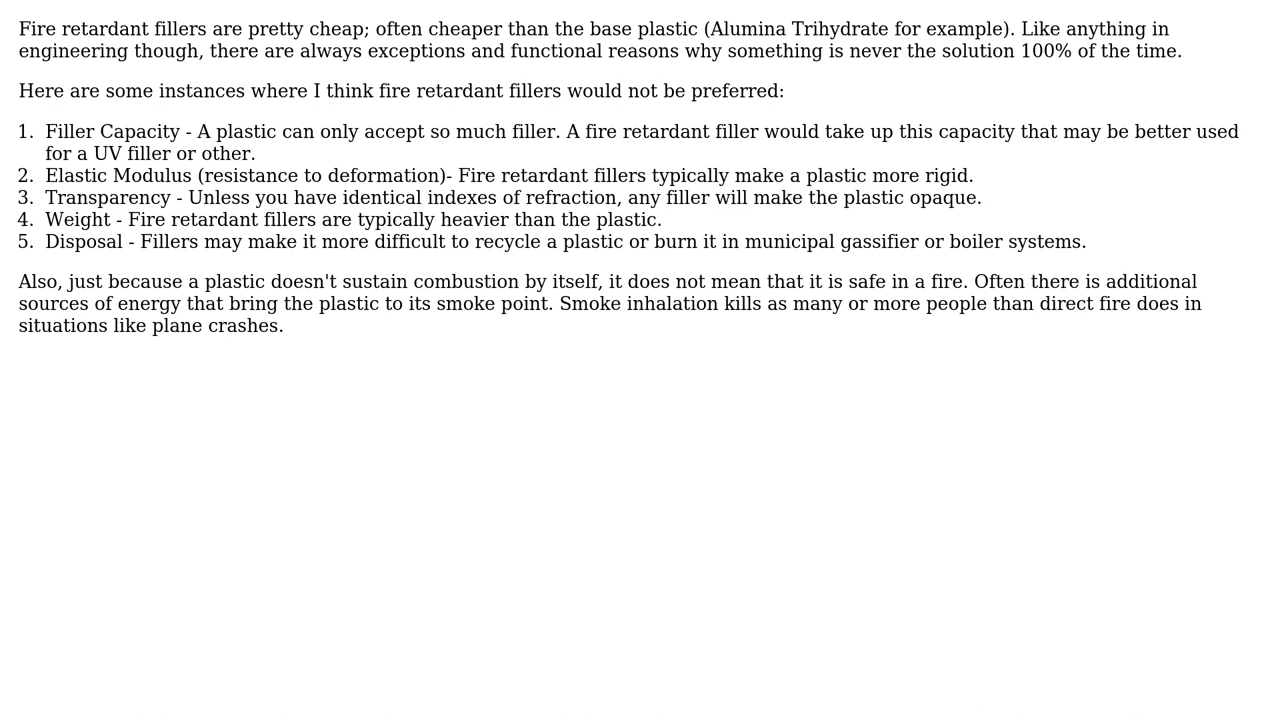 Fire retardant fillers are pretty cheap; often cheaper than the base plastic (Alumina Trihydrate for example). Like anything in
engineering though, there are always exceptions and functional reasons why something is never the solution 100% of the time.
Here are some instances where I think fire retardant fillers would not be preferred:
1. Filler Capacity - A plastic can only accept so much filler. A fire retardant filler would take up this capacity that may be better used
for a UV filler or other.
2. Elastic Modulus (resistance to deformation)- Fire retardant fillers typically make a plastic more rigid.
3. Transparency - Unless you have identical indexes of refraction, any filler will make the plastic opaque.
4. Weight - Fire retardant fillers are typically heavier than the plastic.
5. Disposal - Fillers may make it more difficult to recycle a plastic or burn it in municipal gassifier or boiler systems.
Also, just because a plastic doesn't sustain combustion by itself, it does not mean that it is safe in a fire. Often there is additional
sources of energy that bring the plastic to its smoke point. Smoke inhalation kills as many or more people than direct fire does in
situations like plane crashes.